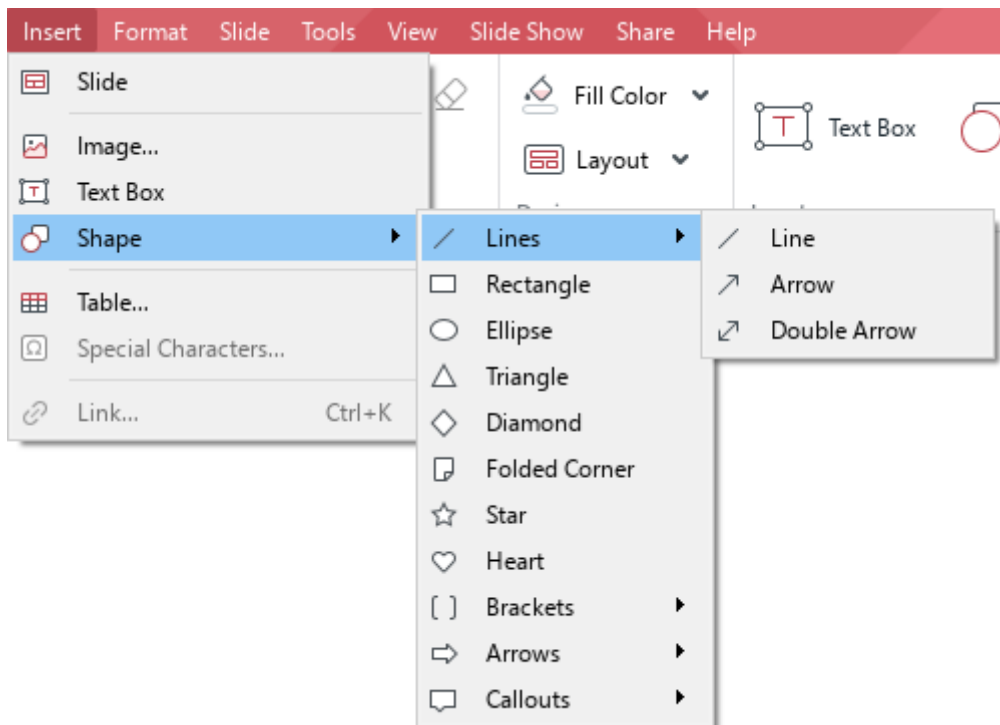 Insert Format Slide Tools View Slide Show Share Help
Slide
Image...
Text Box
Shape
Table...
Special Characters...
Link... Ctrl+K
Fill Color
Layout
Text Box
Lines
Rectangle
Ellipse
Triangle
Diamond
Folded Corner
Star
Heart
Brackets
Arrows
Callouts
Line
Arrow
Double Arrow